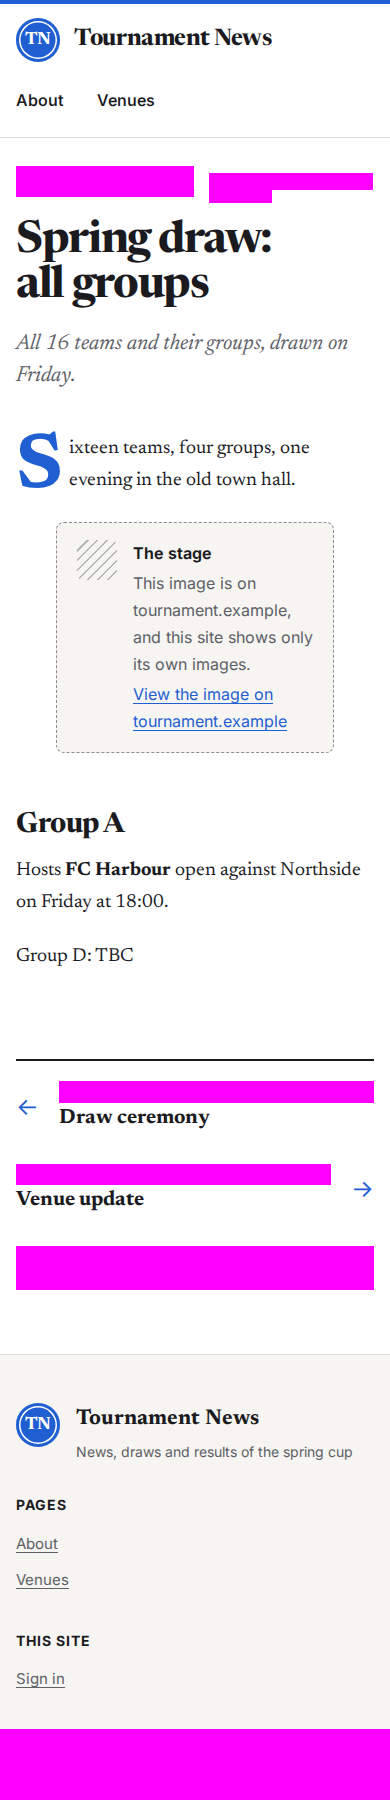 TN
Tournament News
About Venues
Spring draw:
all groups
All 16 teams and their groups, drawn on
Friday.
Sixteen teams, four groups, one
evening in the old town hall.
The stage
This image is on
tournament.example,
and this site shows only
its own images.
View the image on
tournament.example
Group A
Hosts FC Harbour open against Northside
on Friday at 18:00.
Group D: TBC
← Draw ceremony
Venue update →
TN
Tournament News
News, draws and results of the spring cup
PAGES
About
Venues
THIS SITE
Sign in